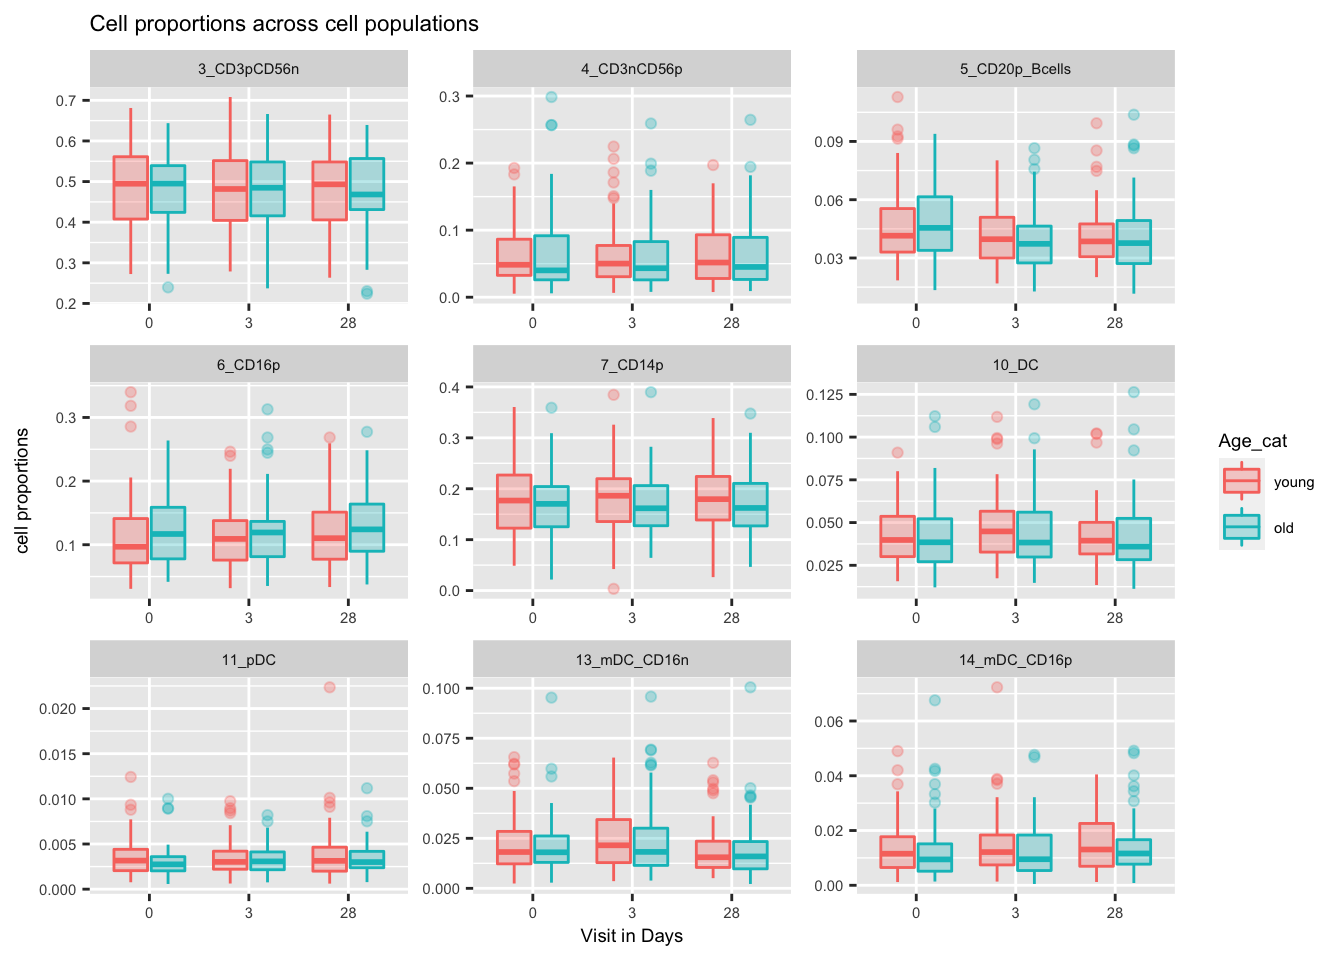 Cell proportions across cell populations
3_CD3pCD56n
4_CD3nCD56p
5_CD20p_Bcells
0.7
0.6
0.5
0.4
0.3
0.2
0.3
0.2
0.1
0.0
0.09
0.06
0.03
0 3 28
0 3 28
0 3 28
6_CD16p
7_CD14p
10_DC
0.3
0.2
0.1
0.4
0.3
0.2
0.1
0.0
0.125
0.100
0.075
0.050
0.025
0 3 28
0 3 28
0 3 28
11_pDC
13_mDC_CD16n
14_mDC_CD16p
0.020
0.015
0.010
0.005
0.000
0.100
0.075
0.050
0.025
0.000
0.06
0.04
0.02
0.00
0 3 28
0 3 28
0 3 28
cell proportions
Visit in Days
Age_cat
young
old